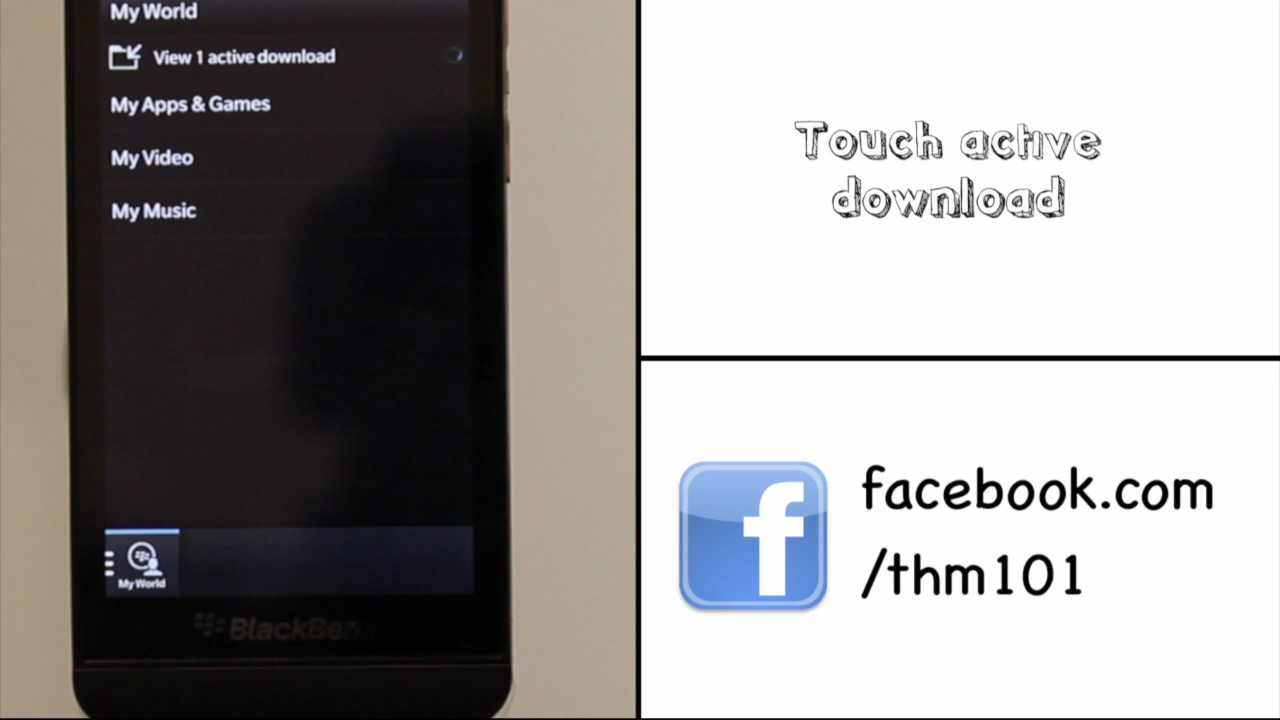 My World
View 1 active download
My Apps & Games
My Video
My Music
My World
BlackBerry
Touch active
download
f
facebook.com
/thm101